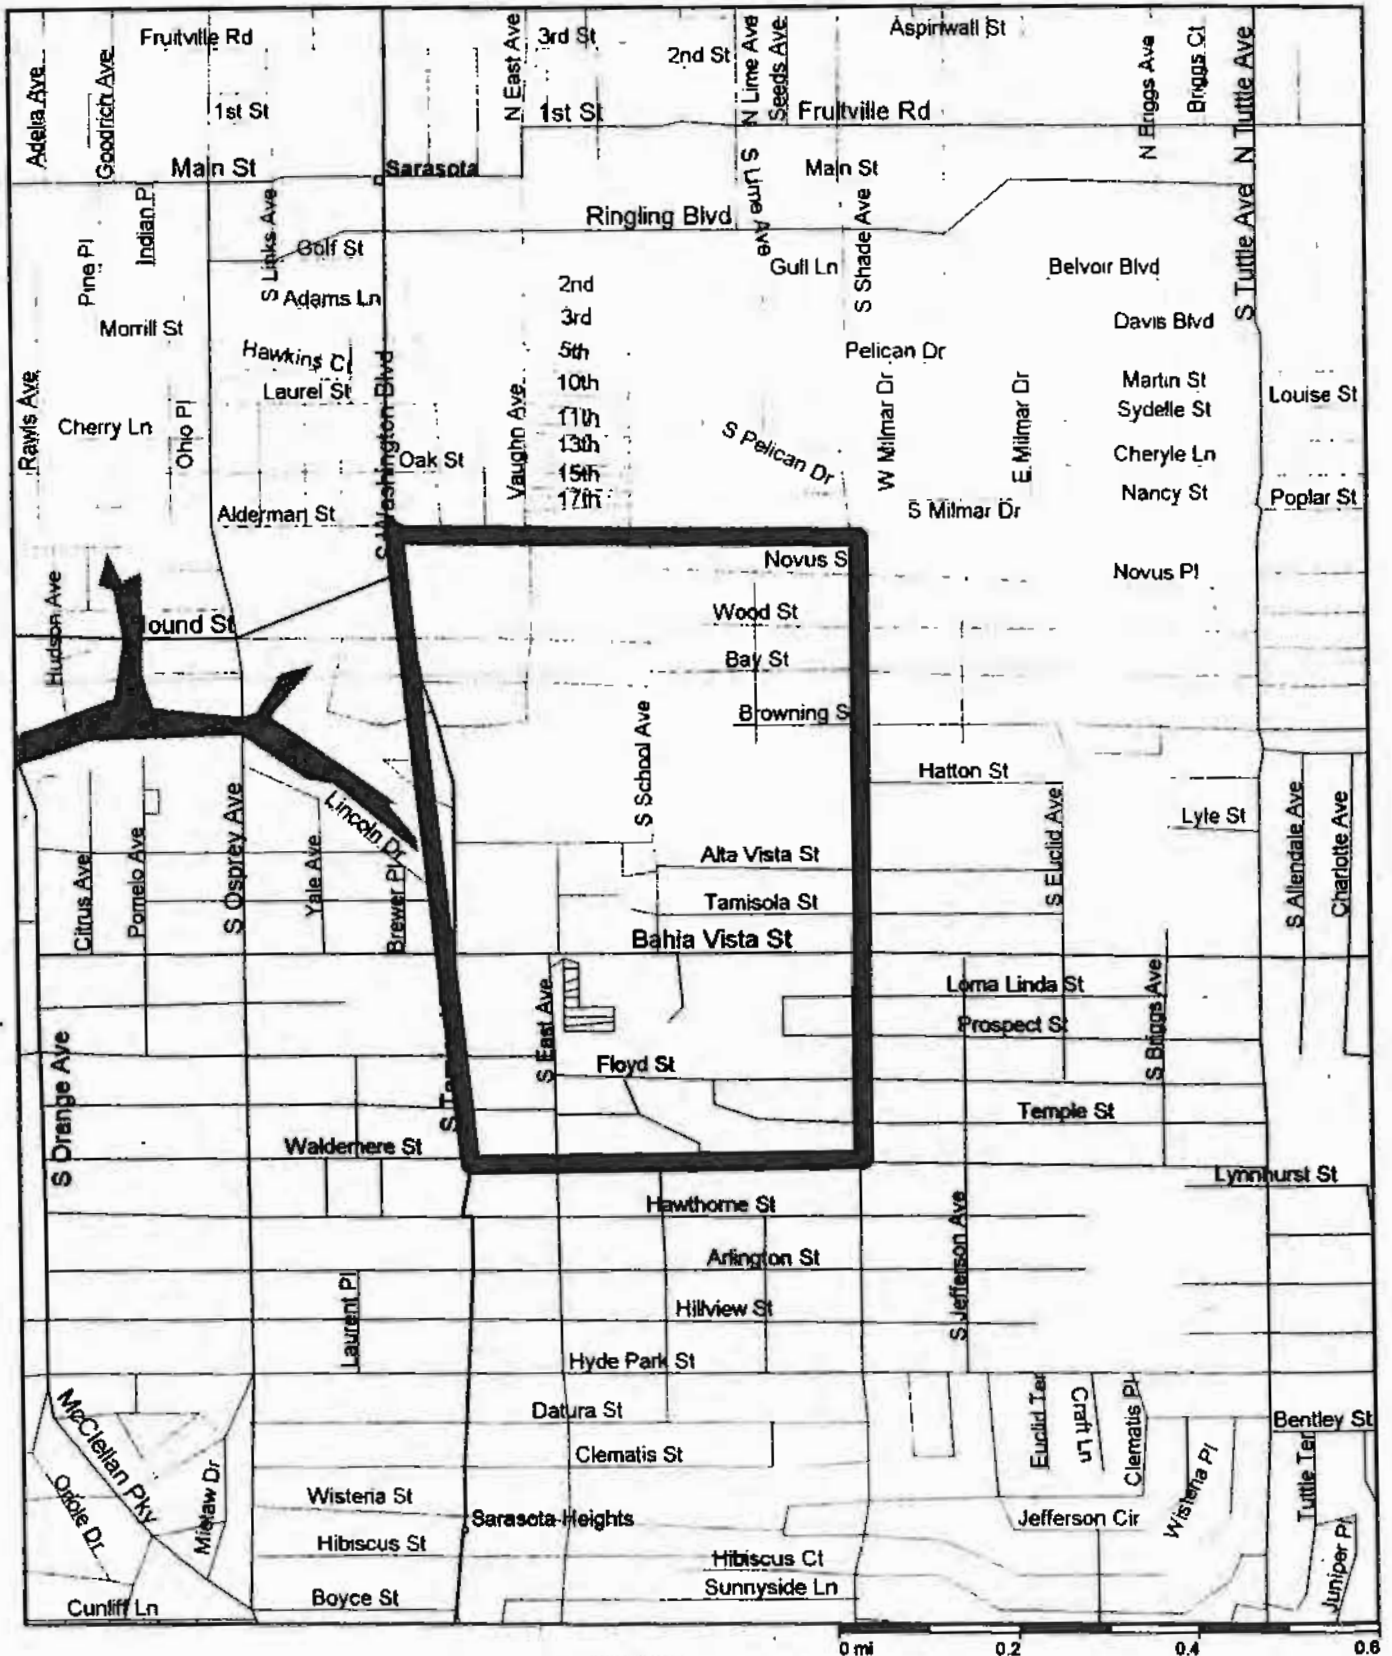 Fruitville Rd
3rd St
2nd St
Aspinwall St
Adelia Ave
Goodrich Ave
N East Ave
N Lime Ave
Seeds Ave
N Briggs Ave
Briggs Ct
N Tuttle Ave
1st St
1st St
Fruitville Rd
Main St
Sarasota
S Lime Ave
Main St
Indian Pl
S Links Ave
Ringling Blvd
S Shade Ave
S Tuttle Ave
Pine Pl
Golf St
Gull Ln
Belvoir Blvd
Adams Ln
2nd
Morrill St
3rd
Davis Blvd
Hawkins Ct
5th
Pelican Dr
Rawls Ave
Laurel St
S Washington Blvd
Vaughn Ave
10th
W Milmar Dr
E Milmar Dr
Martin St
Louise St
Cherry Ln
Ohio Pl
11th
Sydelle St
13th
S Pelican Dr
Oak St
Cheryle Ln
15th
Nancy St
Poplar St
17th
Alderman St
S Milmar Dr
Novus S
Novus Pl
Hudson Ave
ound St
Wood St
Bay St
Browning S
S School Ave
Hatton St
Lincoln Dr
Lyle St
Citrus Ave
Pomelo Ave
S Osprey Ave
Yale Ave
Brewer Pl
Alta Vista St
S Euclid Ave
S Allendale Ave
Charlotte Ave
Tamisola St
Bahia Vista St
Loma Linda St
S East Ave
Prospect St
S Briggs Ave
S Orange Ave
Floyd St
S Tam
Temple St
Waldemere St
Lynnhurst St
Hawthorne St
S Jefferson Ave
Arlington St
Laurent Pl
Hillview St
Hyde Park St
McClellan Pky
Datura St
Euclid Ter
Craft Ln
Clematis Pl
Bentley St
Clematis St
Oriole Dr
Mietaw Dr
Wisteria St
Sarasota Heights
Jefferson Cir
Wisteria Pl
Tuttle Ter
Hibiscus St
Hibiscus Ct
Juniper Pl
Cunliff Ln
Boyce St
Sunnyside Ln
0 mi
0.2
0.4
0.6